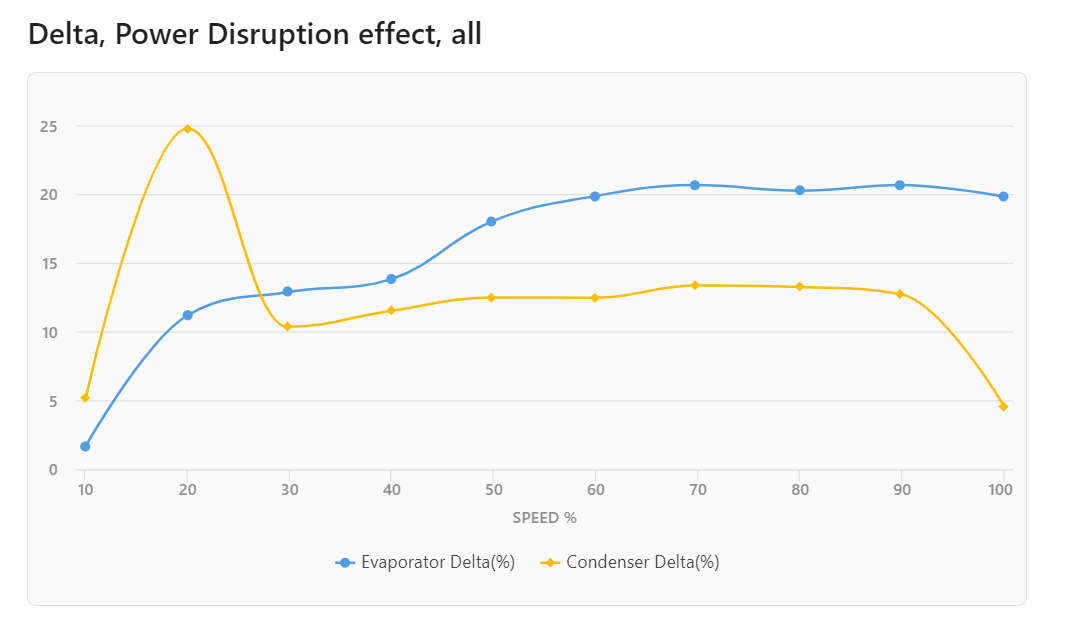 Delta, Power Disruption effect, all
25
20
15
10
5
0
10 20 30 40 50 60 70 80 90 100
SPEED %
Evaporator Delta(%) Condenser Delta(%)